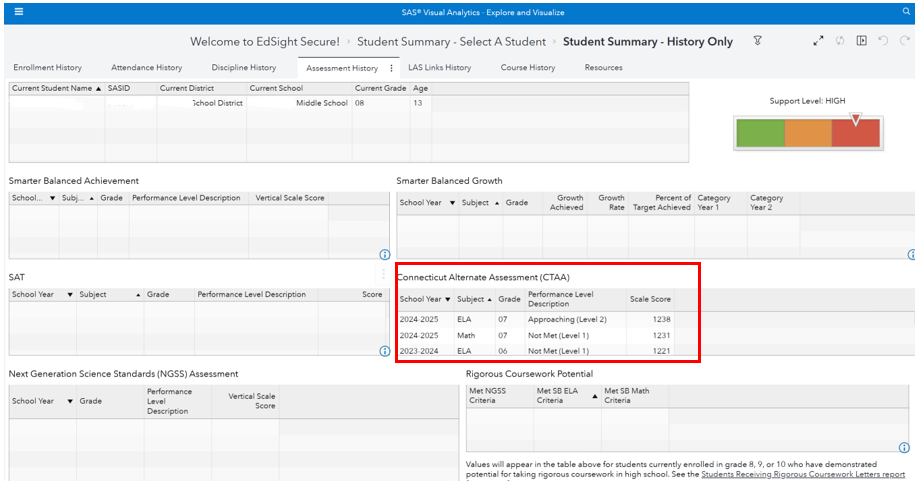 SAS® Visual Analytics - Explore and Visualize
Welcome to EdSight Secure! › Student Summary - Select A Student › Student Summary - History Only
Enrollment History Attendance History Discipline History Assessment History LAS Links History Course History Resources
Current Student Name ▲ SASID Current District Current School Current Grade Age
School District Middle School 08 13
Support Level: HIGH
Smarter Balanced Achievement
School... ▼ Subj... ▲ Grade Performance Level Description Vertical Scale Score
Smarter Balanced Growth
School Year ▼ Subject ▲ Grade Growth Achieved Growth Rate Percent of Target Achieved Category Year 1 Category Year 2
SAT
School Year ▼ Subject ▲ Grade Performance Level Description Score
Connecticut Alternate Assessment (CTAA)
School Year ▼ Subject ▲ Grade Performance Level Description Scale Score
2024-2025 ELA 07 Approaching (Level 2) 1238
2024-2025 Math 07 Not Met (Level 1) 1231
2023-2024 ELA 06 Not Met (Level 1) 1221
Next Generation Science Standards (NGSS) Assessment
School Year ▼ Grade Performance Level Description Vertical Scale Score
Rigorous Coursework Potential
Met NGSS Criteria Met SB ELA Criteria ▲ Met SB Math Criteria
Values will appear in the table above for students currently enrolled in grade 8, 9, or 10 who have demonstrated
potential for taking rigorous coursework in high school. See the Students Receiving Rigorous Coursework Letters report